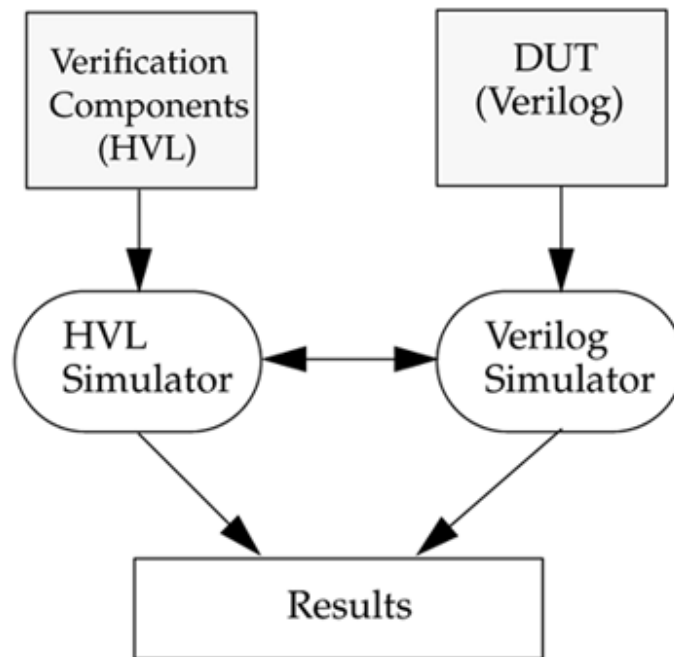 Verification
Components
(HVL)
DUT
(Verilog)
HVL
Simulator
Verilog
Simulator
Results